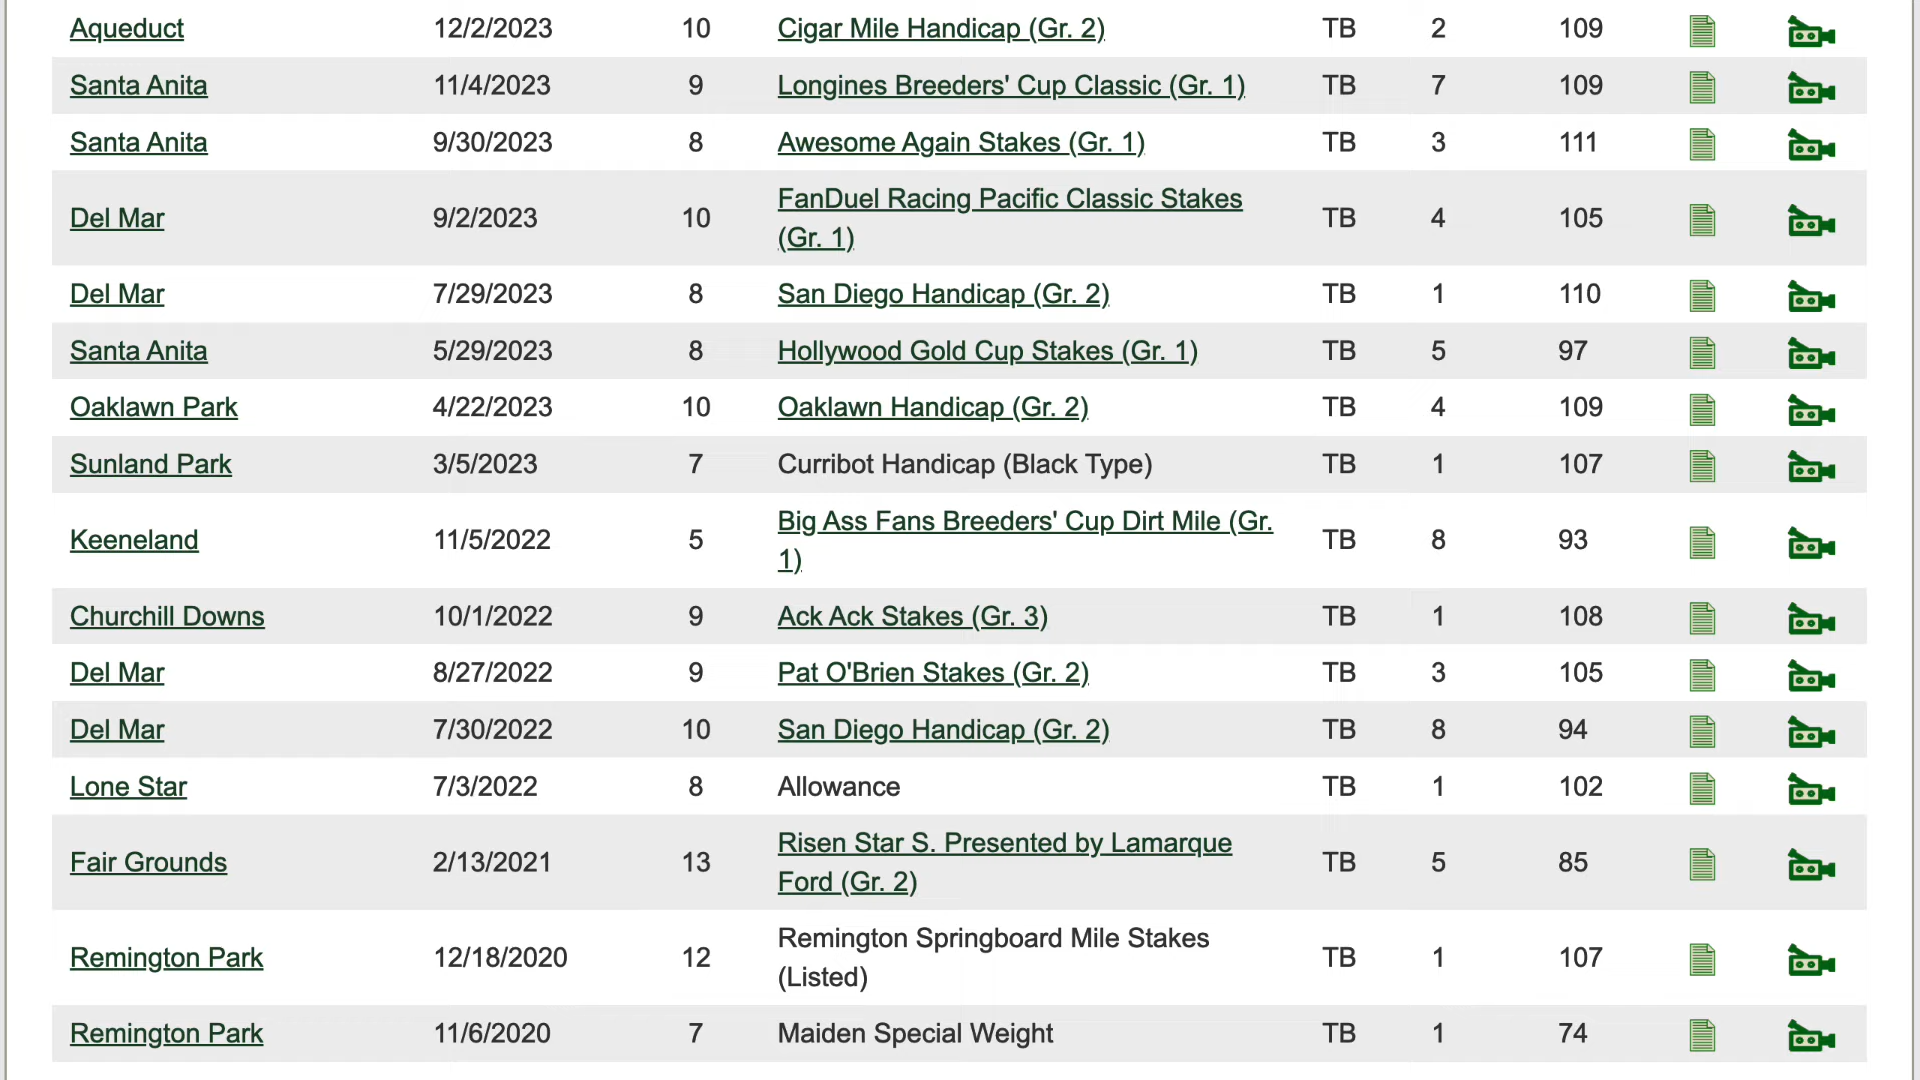 Aqueduct 12/2/2023 10 Cigar Mile Handicap (Gr. 2) TB 2 109
Santa Anita 11/4/2023 9 Longines Breeders' Cup Classic (Gr. 1) TB 7 109
Santa Anita 9/30/2023 8 Awesome Again Stakes (Gr. 1) TB 3 111
Del Mar 9/2/2023 10 FanDuel Racing Pacific Classic Stakes
(Gr. 1) TB 4 105
Del Mar 7/29/2023 8 San Diego Handicap (Gr. 2) TB 1 110
Santa Anita 5/29/2023 8 Hollywood Gold Cup Stakes (Gr. 1) TB 5 97
Oaklawn Park 4/22/2023 10 Oaklawn Handicap (Gr. 2) TB 4 109
Sunland Park 3/5/2023 7 Curribot Handicap (Black Type) TB 1 107
Keeneland 11/5/2022 5 Big Ass Fans Breeders' Cup Dirt Mile (Gr.
1) TB 8 93
Churchill Downs 10/1/2022 9 Ack Ack Stakes (Gr. 3) TB 1 108
Del Mar 8/27/2022 9 Pat O'Brien Stakes (Gr. 2) TB 3 105
Del Mar 7/30/2022 10 San Diego Handicap (Gr. 2) TB 8 94
Lone Star 7/3/2022 8 Allowance TB 1 102
Fair Grounds 2/13/2021 13 Risen Star S. Presented by Lamarque
Ford (Gr. 2) TB 5 85
Remington Park 12/18/2020 12 Remington Springboard Mile Stakes
(Listed) TB 1 107
Remington Park 11/6/2020 7 Maiden Special Weight TB 1 74